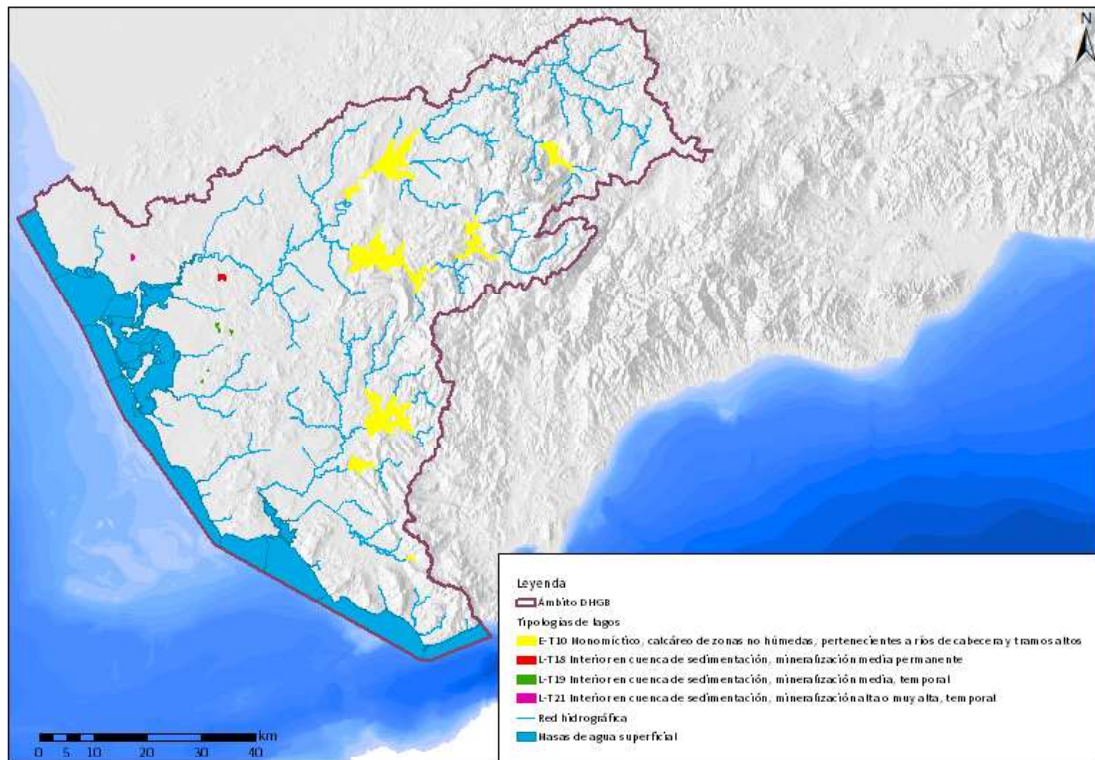 N
km
0 5 10 20 30 40
Leyenda
Ámbito DHGB
Tipologías de lagos
E-T10 Monomíctico, calcáreo de zonas no húmedas, pertenecientes a ríos de cabecera y tramos altos
L-T18 Interior en cuenca de sedimentación, mineralización media permanente
L-T19 Interior en cuenca de sedimentación, mineralización media, temporal
L-T21 Interior en cuenca de sedimentación, mineralización alta o muy alta, temporal
Red hidrográfica
Masas de agua superficial